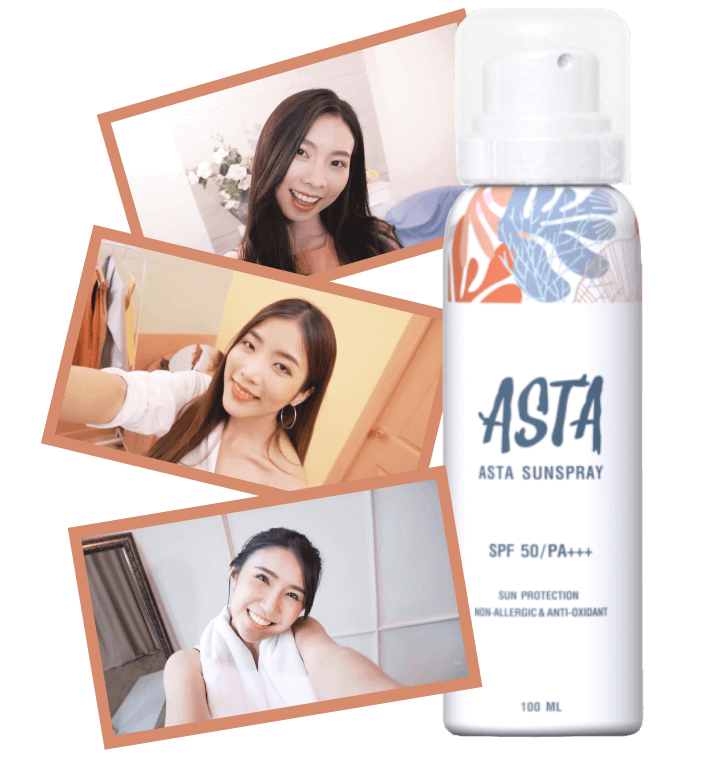 ASTA
ASTA SUNSPRAY
SPF 50/PA+++
SUN PROTECTION
NON-ALLERGIC & ANTI-OXIDANT
100 ML